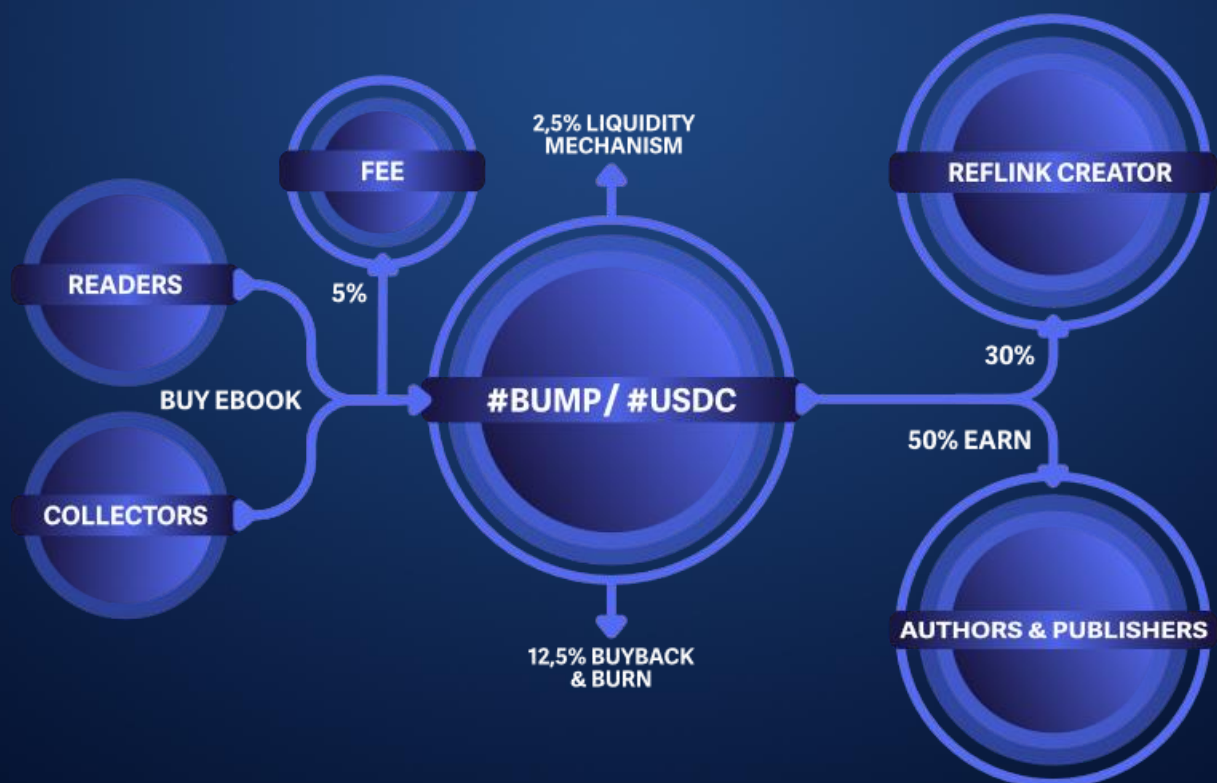 FEE
2,5% LIQUIDITY
MECHANISM
REFLINK CREATOR
READERS
5%
BUY EBOOK
#BUMP/ #USDC
30%
50% EARN
COLLECTORS
AUTHORS & PUBLISHERS
12,5% BUYBACK
& BURN